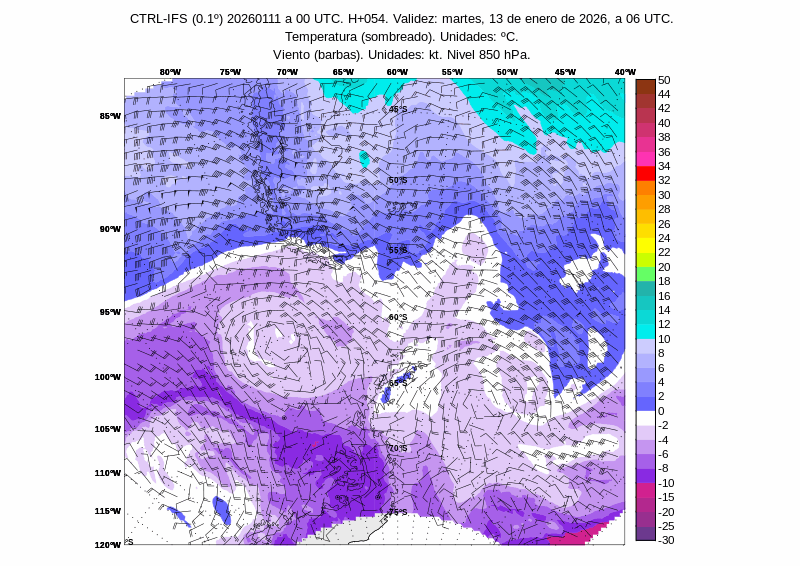 CTRL-IFS (0.1º) 20260111 a 00 UTC. H+054. Validez: martes, 13 de enero de 2026, a 06 UTC.
Temperatura (sombreado). Unidades: ºC.
Viento (barbas). Unidades: kt. Nivel 850 hPa.
80°W 75°W 70°W 65°W 60°W 55°W 50°W 45°W 40°W
85°W
90°W
95°W
100°W
105°W
110°W
115°W
120°W
45°S
50°S
55°S
60°S
65°S
70°S
75°S
°S
50
44
42
40
38
36
34
32
30
28
26
24
22
20
18
16
14
12
10
8
6
4
2
0
-2
-4
-6
-8
-10
-15
-20
-25
-30